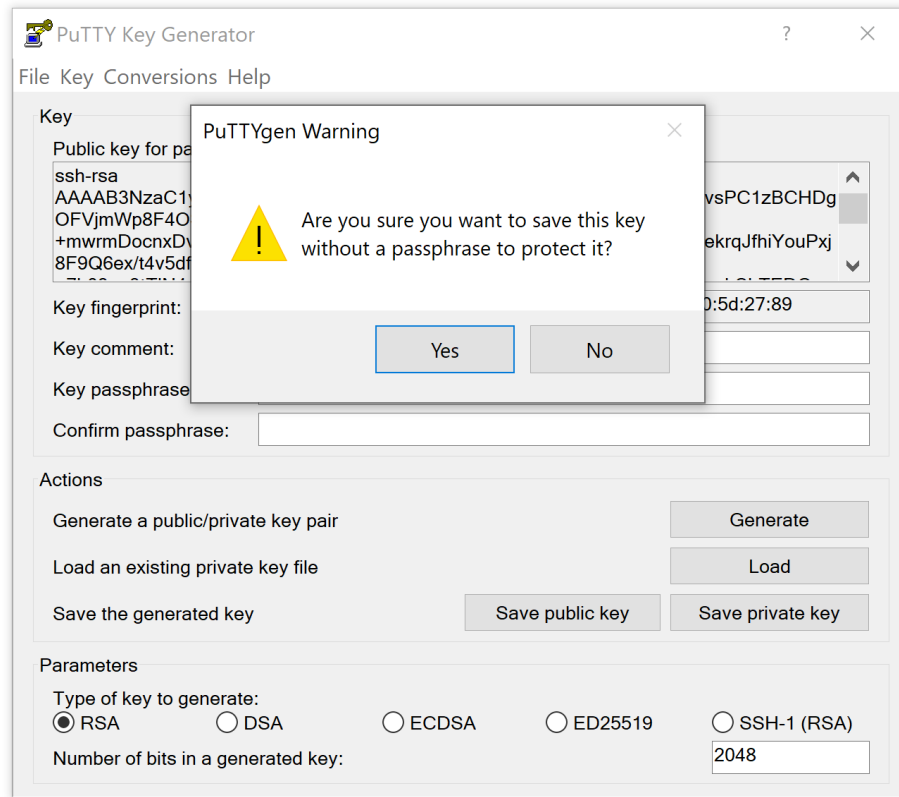 PuTTY Key Generator
?
File Key Conversions Help
Key
PuTTYgen Warning
Public key for pa
ssh-rsa
AAAAB3NzaC1y vsPC1zBCHDg
OFVjmWp8F4O
Are you sure you want to save this key
without a passphrase to protect it?
+mwrmDocnxDv ekrqJfhiYouPxj
8F9Q6ex/t4v5df
Key fingerprint: 0:5d:27:89
Key comment:
Yes No
Key passphrase
Confirm passphrase:
Actions
Generate a public/private key pair Generate
Load an existing private key file Load
Save the generated key Save public key Save private key
Parameters
Type of key to generate:
RSA DSA ECDSA ED25519 SSH-1 (RSA)
Number of bits in a generated key: 2048